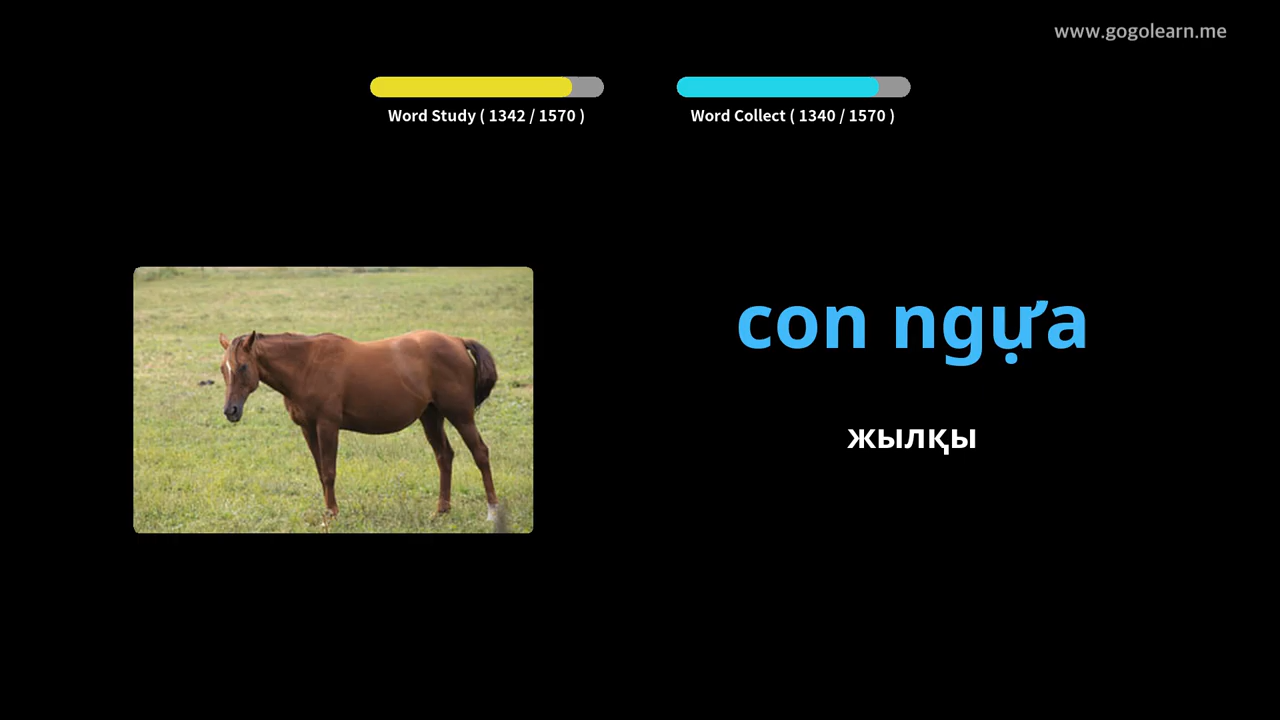 www.gogolearn.me
Word Study ( 1342 / 1570 )
Word Collect ( 1340 / 1570 )
con ngựa
жылқы